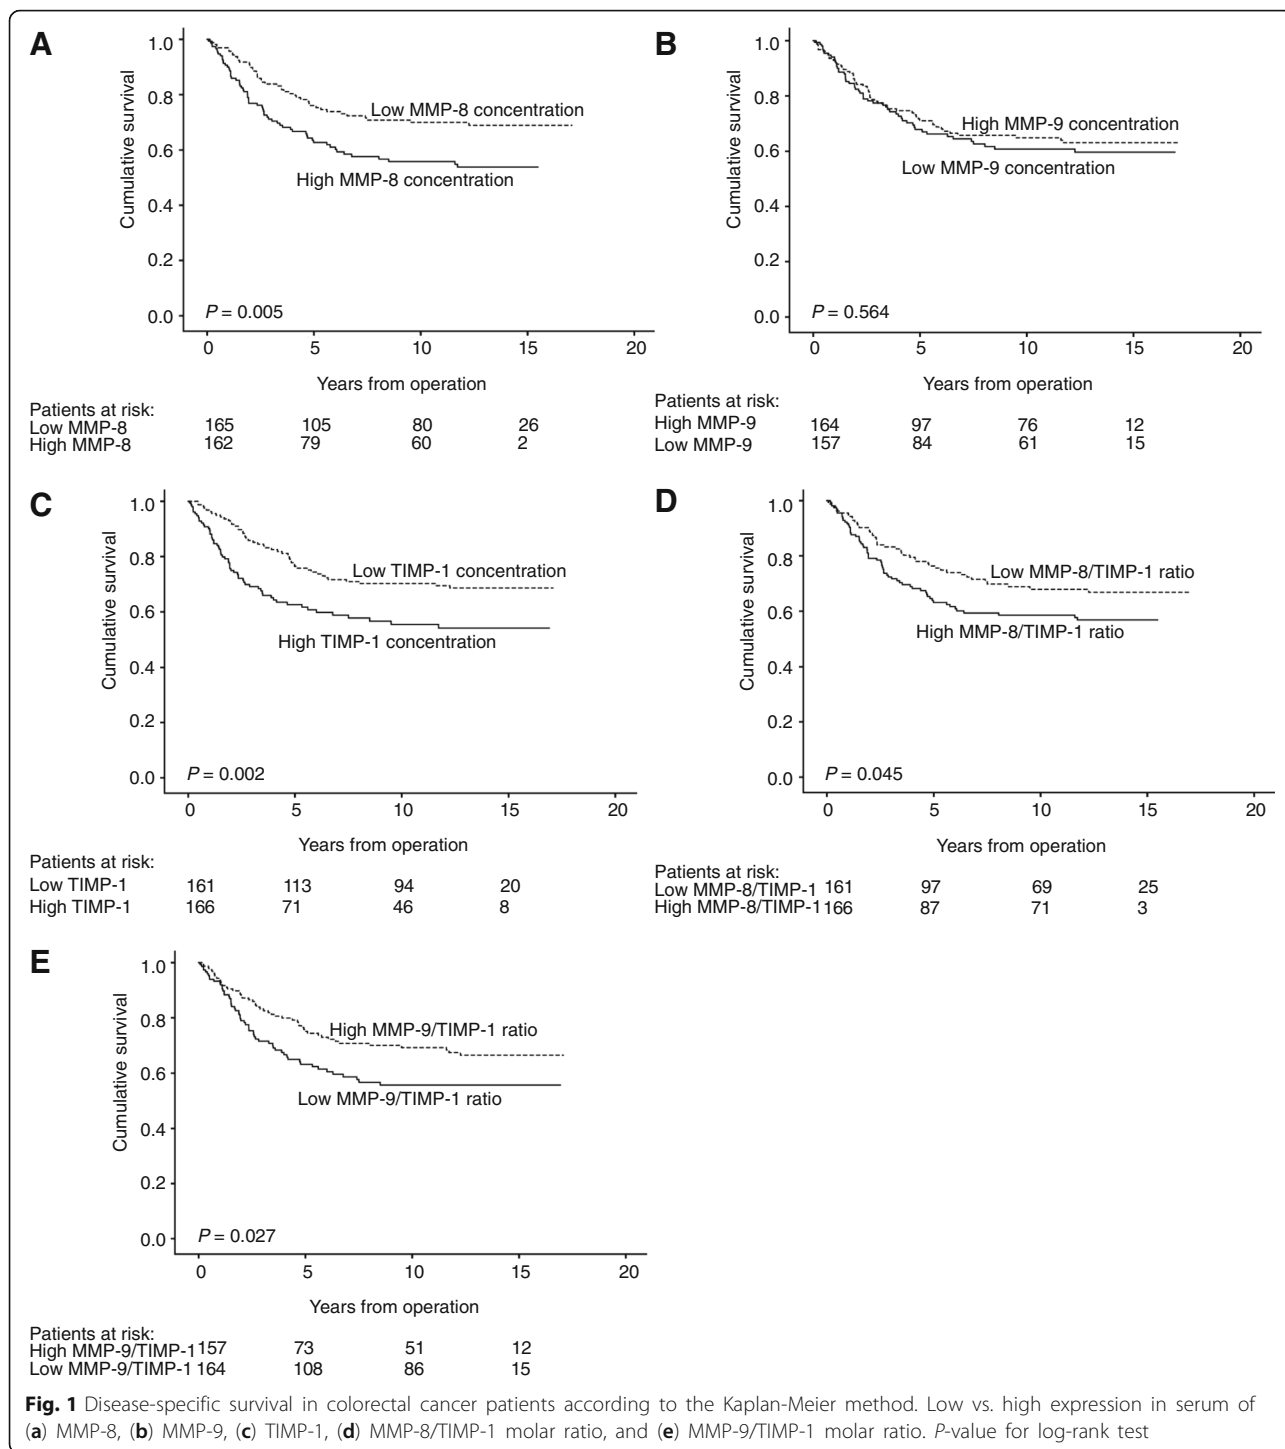 A
1.0
0.8
0.6
0.4
0.2
0.0
Cumulative survival
Low MMP-8 concentration
High MMP-8 concentration
P = 0.005
0 5 10 15 20
Years from operation
Patients at risk:
Low MMP-8 165 105 80 26
High MMP-8 162 79 60 2
B
1.0
0.8
0.6
0.4
0.2
0.0
Cumulative survival
High MMP-9 concentration
Low MMP-9 concentration
P = 0.564
0 5 10 15 20
Years from operation
Patients at risk:
High MMP-9 164 97 76 12
Low MMP-9 157 84 61 15
C
1.0
0.8
0.6
0.4
0.2
0.0
Cumulative survival
Low TIMP-1 concentration
High TIMP-1 concentration
P = 0.002
0 5 10 15 20
Years from operation
Patients at risk:
Low TIMP-1 161 113 94 20
High TIMP-1 166 71 46 8
D
1.0
0.8
0.6
0.4
0.2
0.0
Cumulative survival
Low MMP-8/TIMP-1 ratio
High MMP-8/TIMP-1 ratio
P = 0.045
0 5 10 15 20
Years from operation
Patients at risk:
Low MMP-8/TIMP-1 161 97 69 25
High MMP-8/TIMP-1 166 87 71 3
E
1.0
0.8
0.6
0.4
0.2
0.0
Cumulative survival
High MMP-9/TIMP-1 ratio
Low MMP-9/TIMP-1 ratio
P = 0.027
0 5 10 15 20
Years from operation
Patients at risk:
High MMP-9/TIMP-1 157 73 51 12
Low MMP-9/TIMP-1 164 108 86 15
Fig. 1 Disease-specific survival in colorectal cancer patients according to the Kaplan-Meier method. Low vs. high expression in serum of
(a) MMP-8, (b) MMP-9, (c) TIMP-1, (d) MMP-8/TIMP-1 molar ratio, and (e) MMP-9/TIMP-1 molar ratio. P-value for log-rank test